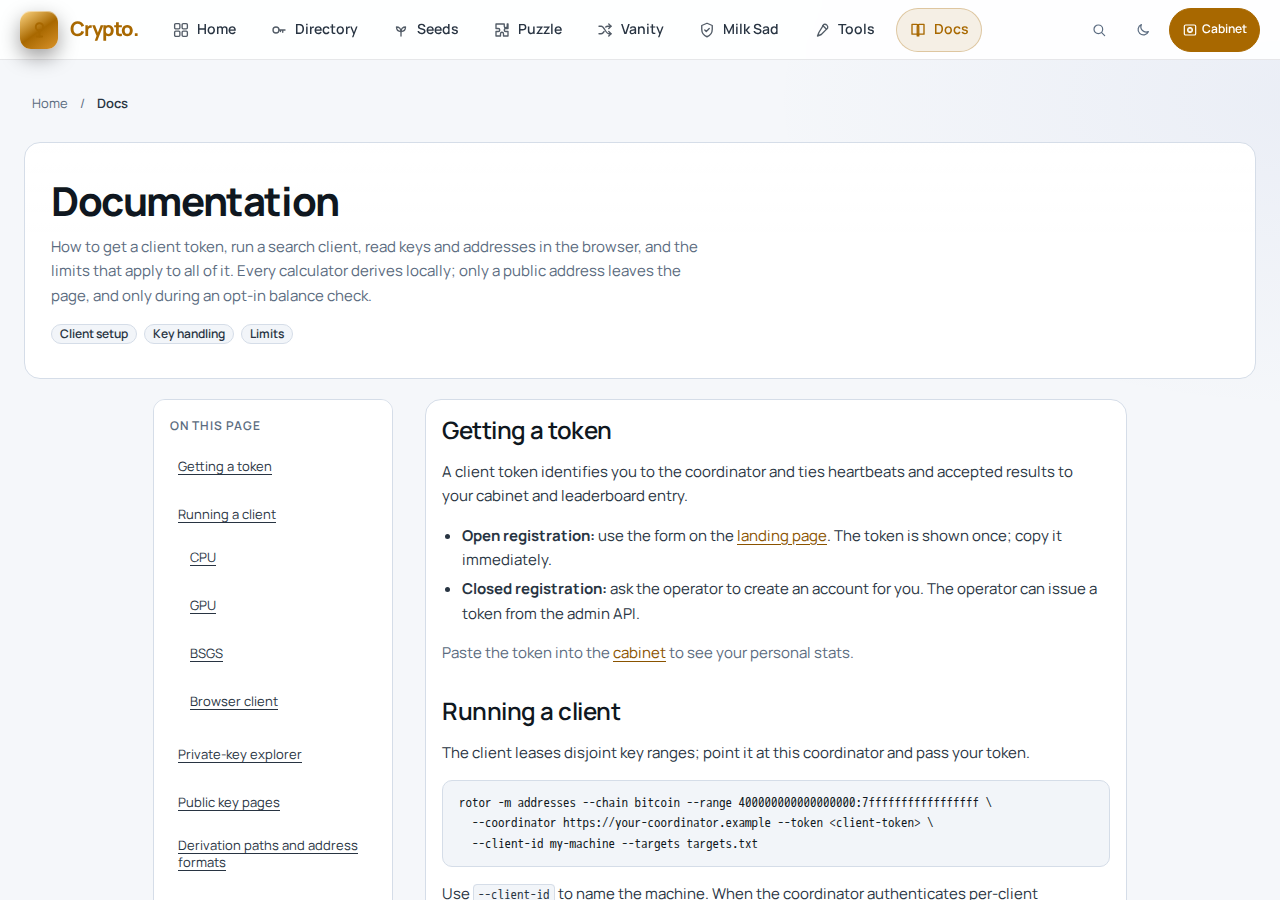 Crypto.
Home
Directory
Seeds
Puzzle
Vanity
Milk Sad
Tools
Docs
Cabinet
Home / Docs
Documentation
How to get a client token, run a search client, read keys and addresses in the browser, and the
limits that apply to all of it. Every calculator derives locally; only a public address leaves the
page, and only during an opt-in balance check.
Client setup
Key handling
Limits
ON THIS PAGE
Getting a token
Running a client
CPU
GPU
BSGS
Browser client
Private-key explorer
Public key pages
Derivation paths and address
formats
Getting a token
A client token identifies you to the coordinator and ties heartbeats and accepted results to
your cabinet and leaderboard entry.
• Open registration: use the form on the landing page. The token is shown once; copy it
immediately.
• Closed registration: ask the operator to create an account for you. The operator can issue a
token from the admin API.
Paste the token into the cabinet to see your personal stats.
Running a client
The client leases disjoint key ranges; point it at this coordinator and pass your token.
rotor -m addresses --chain bitcoin --range 400000000000000000:7fffffffffffffffff \
--coordinator https://your-coordinator.example --token <client-token> \
--client-id my-machine --targets targets.txt
Use --client-id to name the machine. When the coordinator authenticates per-client